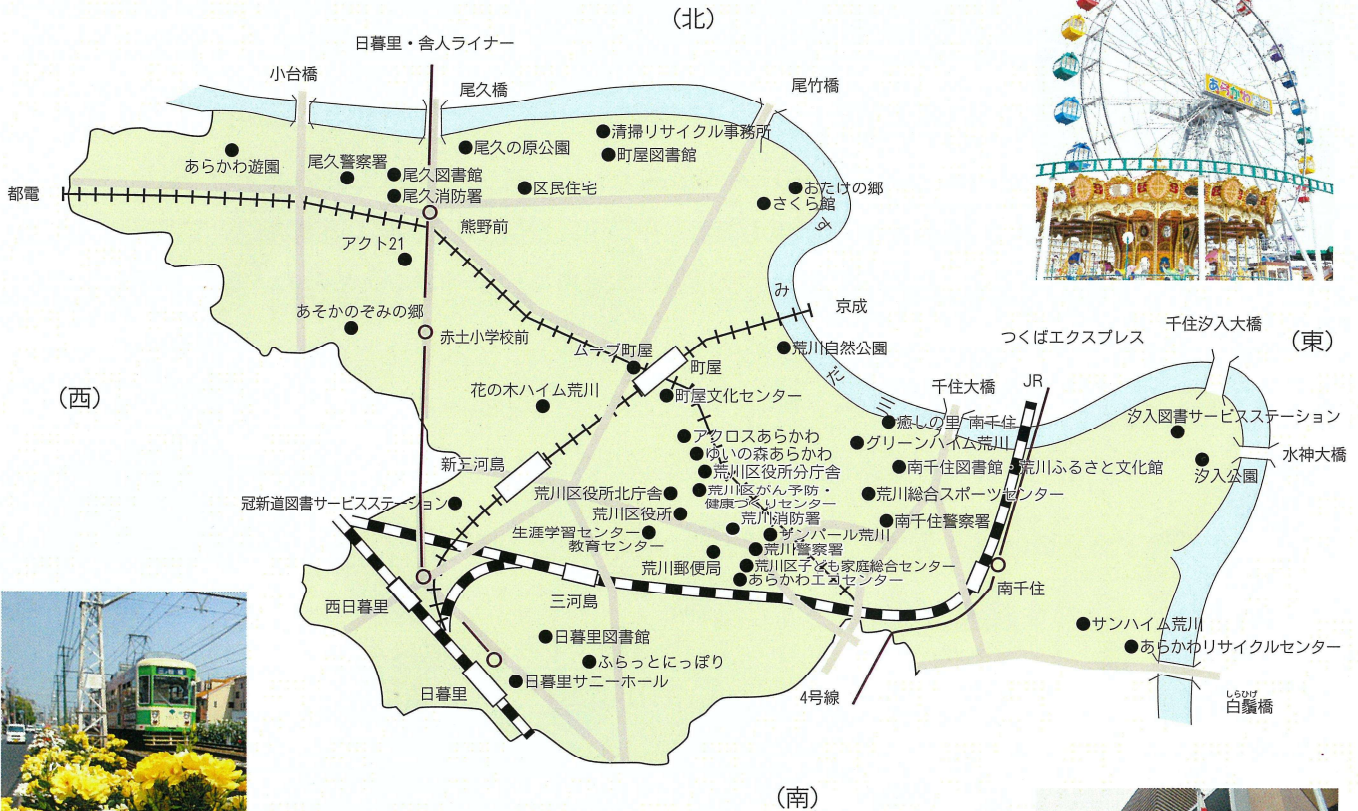 (北)
日暮里・舎人ライナー
小台橋
尾久橋
尾竹橋
あらかわ遊園
清掃リサイクル事務所
町屋図書館
尾久の原公園
あらかわ遊園
尾久警察署
尾久図書館
尾久消防署
区民住宅
おたけの郷
さくら館
都電
熊野前
アクト21
す
み
だ
川
京成
あそかのぞみの郷
赤土小学校前
ムーブ町屋
町屋
荒川自然公園
つくばエクスプレス
千住汐入大橋
(東)
(西)
花の木ハイム荒川
町屋文化センター
千住大橋
JR
アクロスあらかわ
ゆいの森あらかわ
荒川区役所分庁舎
癒しの里 南千住
グリーンハイム荒川
汐入図書サービスステーション
水神大橋
汐入公園
新三河島
南千住図書館・荒川ふるさと文化館
荒川区役所北庁舎
荒川区がん予防・
健康づくりセンター
荒川総合スポーツセンター
冠新道図書サービスステーション
荒川区役所
荒川消防署
南千住警察署
生涯学習センター
教育センター
サンパール荒川
荒川警察署
荒川郵便局
荒川区子ども家庭総合センター
あらかわエコセンター
西日暮里
三河島
南千住
日暮里図書館
サンハイム荒川
ふらっとにっぽり
あらかわリサイクルセンター
日暮里サニーホール
日暮里
4号線
しらひげ
白鬚橋
(南)